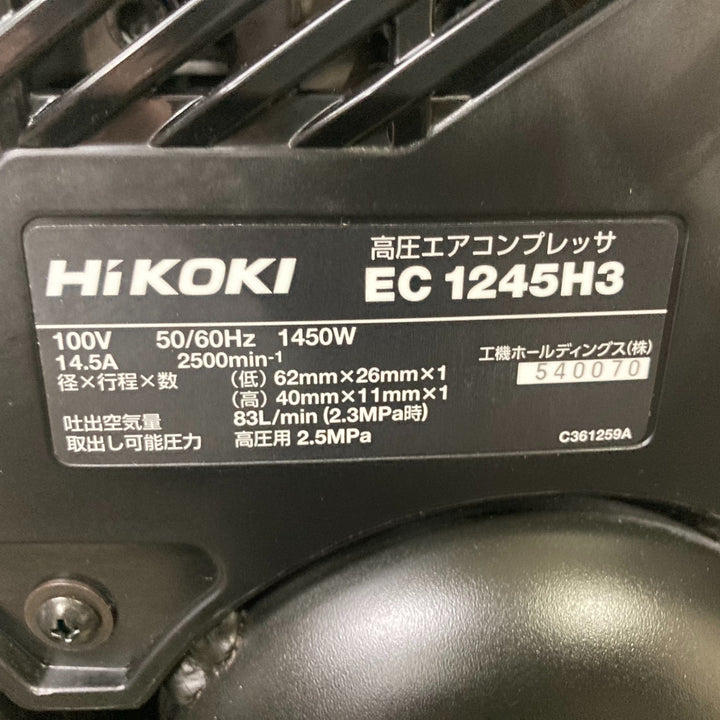 HiKOKI
高圧エアコンプレッサ
EC 1245H3
100V 50/60Hz 1450W
14.5A 2500min-1
径×行程×数 (低) 62mm×26mm×1
(高) 40mm×11mm×1
吐出空気量 83L/min (2.3MPa時)
取出し可能圧力 高圧用 2.5MPa
工機ホールディングス(株)
540070
C361259A